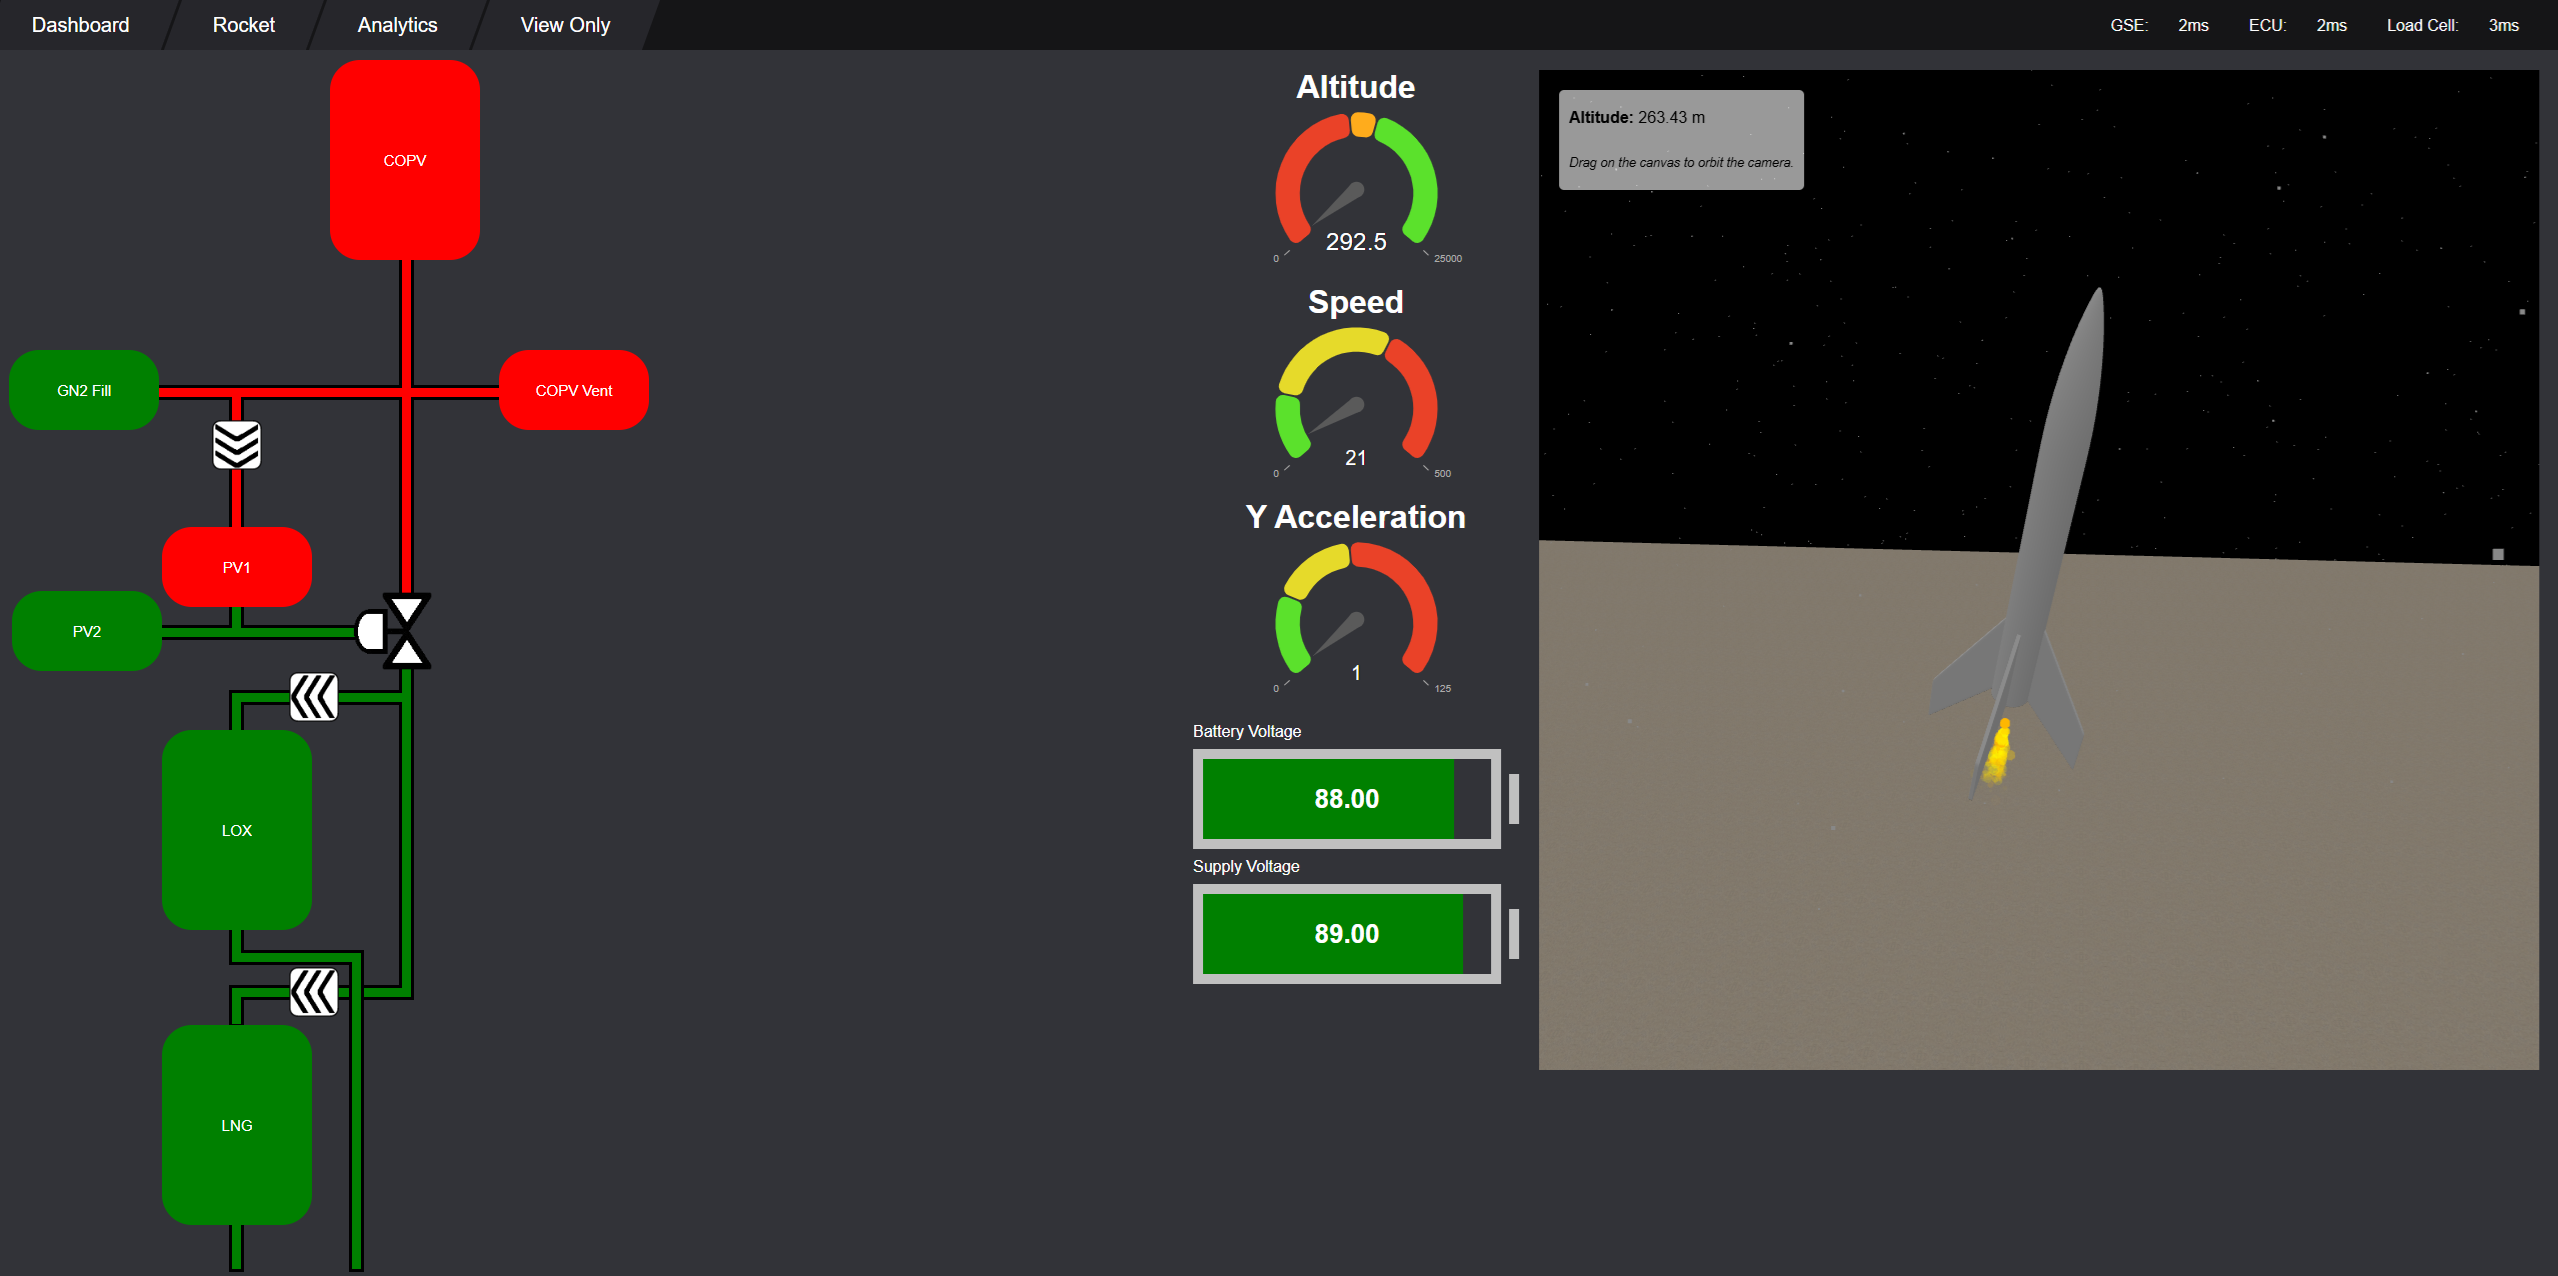 Dashboard
Rocket
Analytics
View Only
GSE: 2ms
ECU: 2ms
Load Cell: 3ms
COPV
GN2 Fill
COPV Vent
PV1
PV2
LOX
LNG
Altitude
292.5
0
25000
Speed
21
0
500
Y Acceleration
1
0
125
Battery Voltage
88.00
Supply Voltage
89.00
Altitude: 263.43 m
Drag on the canvas to orbit the camera.